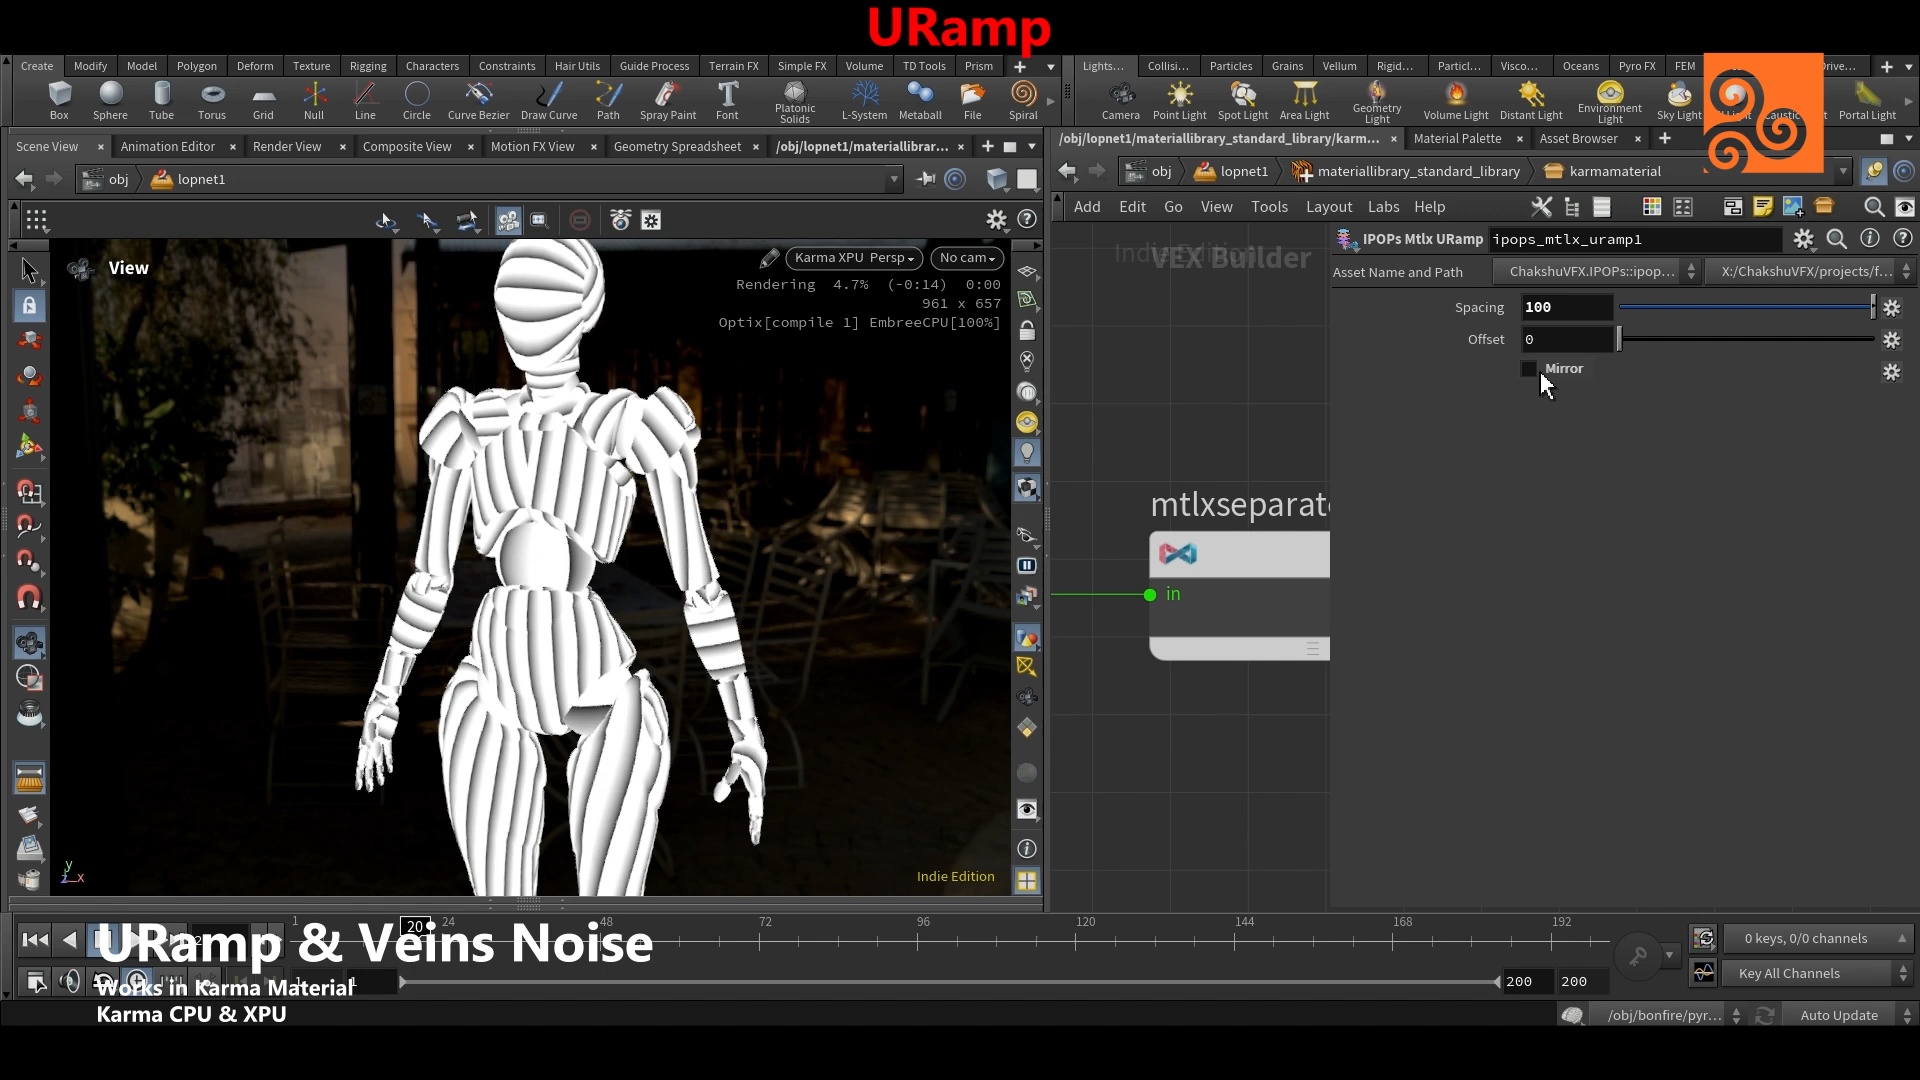 URamp
Create Modify Model Polygon Deform Texture Rigging Characters Constraints Hair Utils Guide Process Terrain FX Simple FX Volume TD Tools Prism
Lights... Collisi... Particles Grains Vellum Rigid... Particl... Visco... Oceans Pyro FX FEM Drive...
Box Sphere Tube Torus Grid Null Line Circle Curve Bezier Draw Curve Path Spray Paint Font Platonic Solids L-System Metaball File Spiral
Camera Point Light Spot Light Area Light Geometry Light Volume Light Distant Light Environment Light Sky Light Portal Light
Scene View Animation Editor Render View Composite View Motion FX View Geometry Spreadsheet /obj/lopnet1/materiallibrar...
/obj/lopnet1/materiallibrary_standard_library/karm... Material Palette Asset Browser
obj lopnet1
obj lopnet1 materiallibrary_standard_library karmamaterial
Add Edit Go View Tools Layout Labs Help
View
Karma XPU Persp No cam
Rendering 4.7% (-0:14) 0:00
961 x 657
Optix[compile 1] EmbreeCPU[100%]
Indie Edition
VEX Builder
IPOPs Mtlx URamp ipops_mtlx_uramp1
Asset Name and Path ChakshuVFX.IPOPs::ipop... X:/ChakshuVFX/projects/f...
Spacing 100
Offset 0
Mirror
mtlxseparate
in
y
z x
Indie Edition
1 20 24 48 72 96 120 144 168 192
URamp & Veins Noise
0 keys, 0/0 channels
Works in Karma Material
1 200 200
Key All Channels
Karma CPU & XPU
/obj/bonfire/pyr... Auto Update